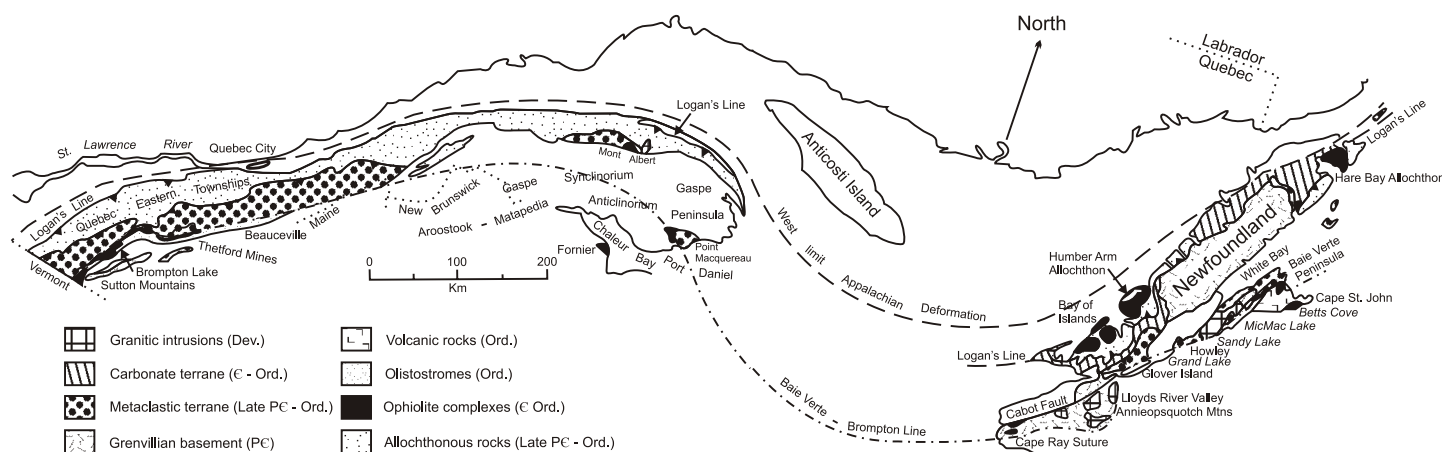 North
Labrador
Quebec
Logan's Line
Hare Bay Allochthon
St. Lawrence River
Quebec City
Logan's Line
Mont Albert
Anticosti Island
Logan's Line
Quebec Eastern Townships
Vermont
Brompton Lake
Sutton Mountains
Thetford Mines
Beauceville
Maine
New Brunswick
Gaspe
Synclinorium
Aroostook - Matapedia
Anticlinorium
Gaspe
Peninsula
Chaleur
Bay
Fornier
Port
Daniel
Point
Macquereau
0 100 200
Km
West limit Appalachian Deformation
Baie Verte - Brompton Line
Newfoundland
Humber Arm
Allochthon
Bay of
Islands
Logan's Line
White Bay
Baie Verte
Peninsula
Cape St. John
Betts Cove
MicMac Lake
Sandy Lake
Howley
Grand Lake
Glover Island
Cabot Fault
Lloyds River Valley
Annieopsquotch Mtns
Cape Ray Suture
Granitic intrusions (Dev.)
Carbonate terrane (Є - Ord.)
Metaclastic terrane (Late PЄ - Ord.)
Grenvillian basement (PЄ)
Volcanic rocks (Ord.)
Olistostromes (Ord.)
Ophiolite complexes (Є Ord.)
Allochthonous rocks (Late PЄ - Ord.)